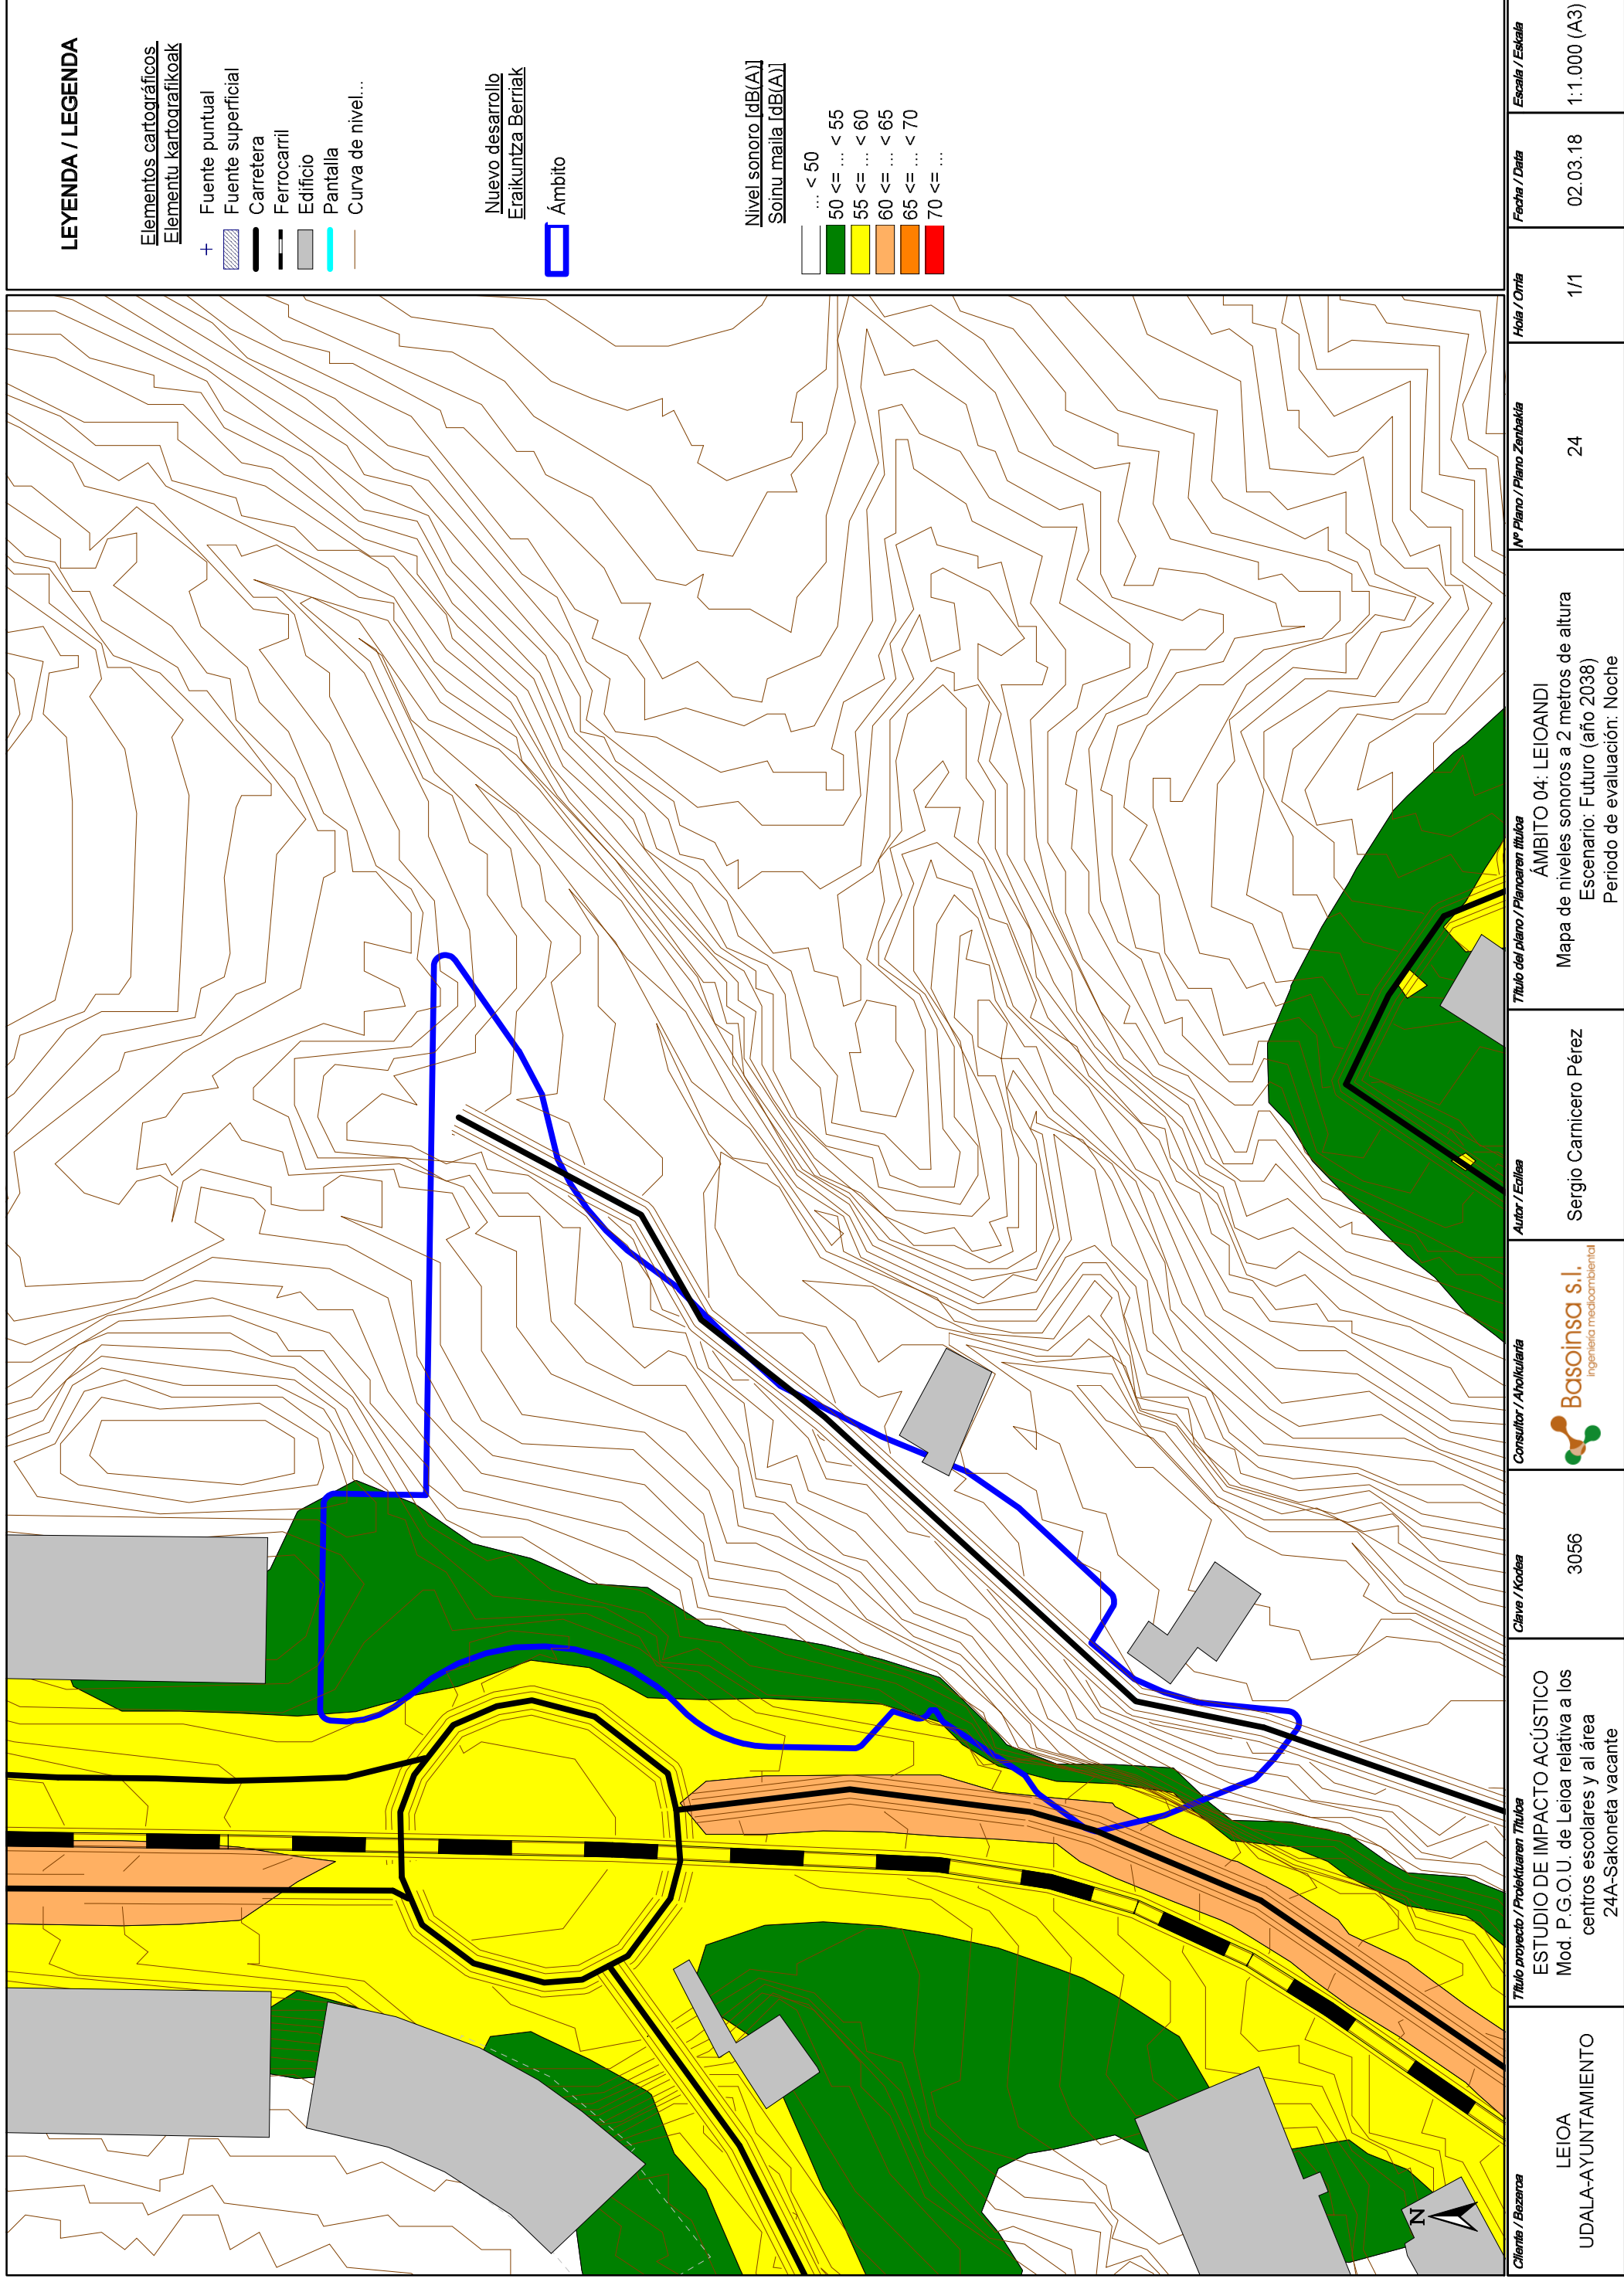 LEYENDA / LEGENDA
Elementos cartográficos
Elementu kartografikoak
Fuente puntual
Fuente superficial
Carretera
Ferrocarril
Edificio
Pantalla
Curva de nivel...
Nuevo desarrollo
Eraikuntza Berriak
Ámbito
Nivel sonoro [dB(A)]
Soinu maila [dB(A)]
... < 50
50 <= ... < 55
55 <= ... < 60
60 <= ... < 65
65 <= ... < 70
70 <= ...
N
Cliente / Bezeroa
LEIOA
UDALA-AYUNTAMIENTO
Título proyecto / Proiektuaren Titulua
ESTUDIO DE IMPACTO ACÚSTICO
Mod. P.G.O.U. de Leioa relativa a los
centros escolares y al área
24A-Sakoneta vacante
Clave / Kodea
3056
Consultor / Aholkularia
Basoinsa s.l.
ingeniería medioambiental
Autor / Egilea
Sergio Carnicero Pérez
Título del plano / Planoaren titulua
ÁMBITO 04: LEIOANDI
Mapa de niveles sonoros a 2 metros de altura
Escenario: Futuro (año 2038)
Periodo de evaluación: Noche
Nº Plano / Plano Zenbakia
24
Hoja / Orria
1/1
Fecha / Data
02.03.18
Escala / Eskala
1:1.000 (A3)